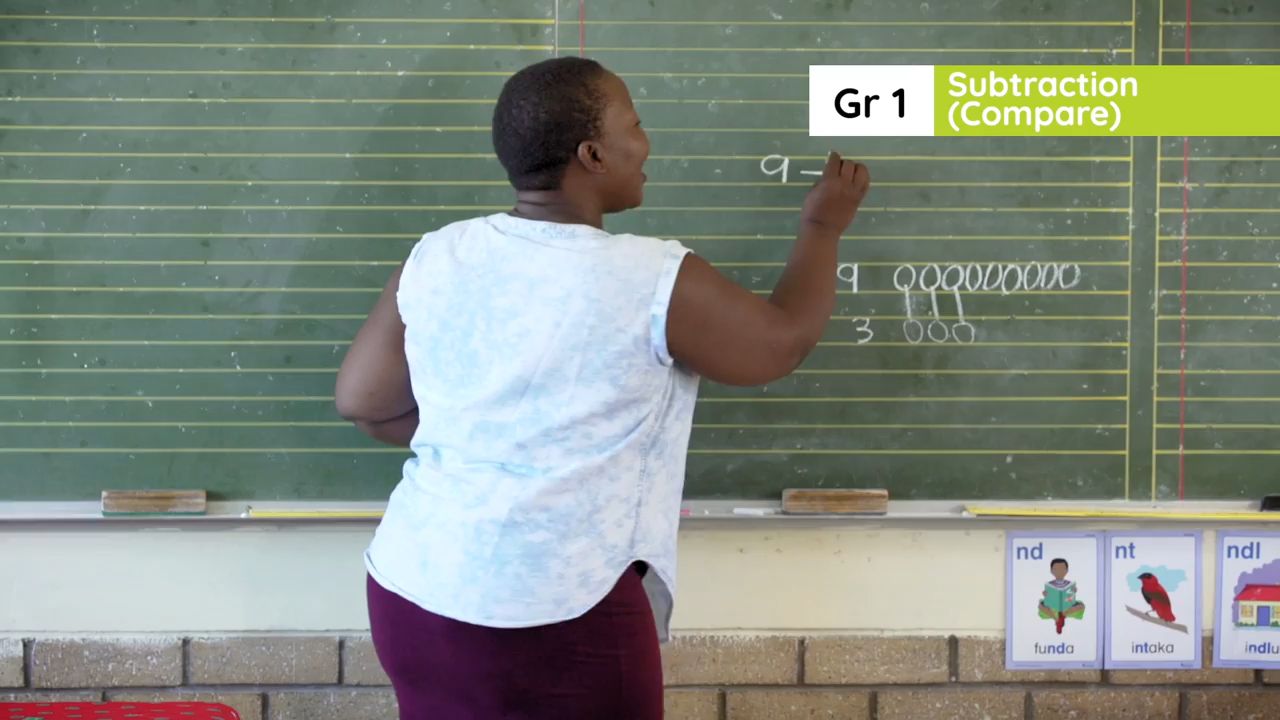 Gr 1
Subtraction
(Compare)
9 –
9
3
nd
funda
nt
intaka
ndl
indlu